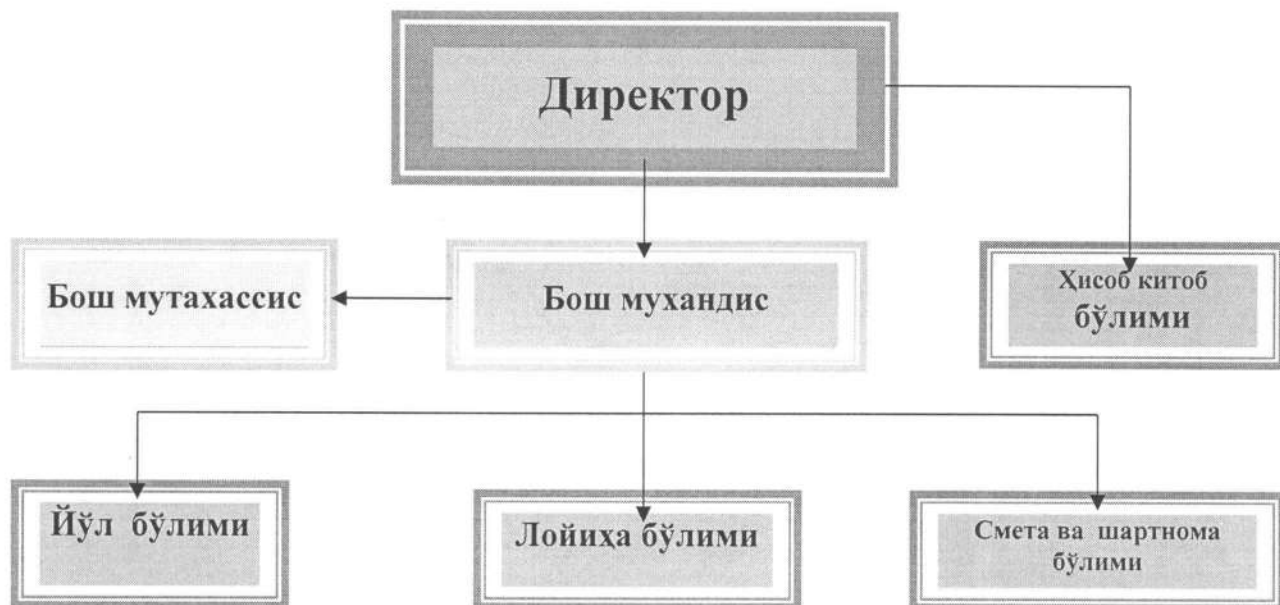 Директор
Бош мутахассис
Бош мухандис
Ҳисоб китоб
бўлими
Йўл бўлими
Лойиҳа бўлими
Смета ва шартнома
бўлими